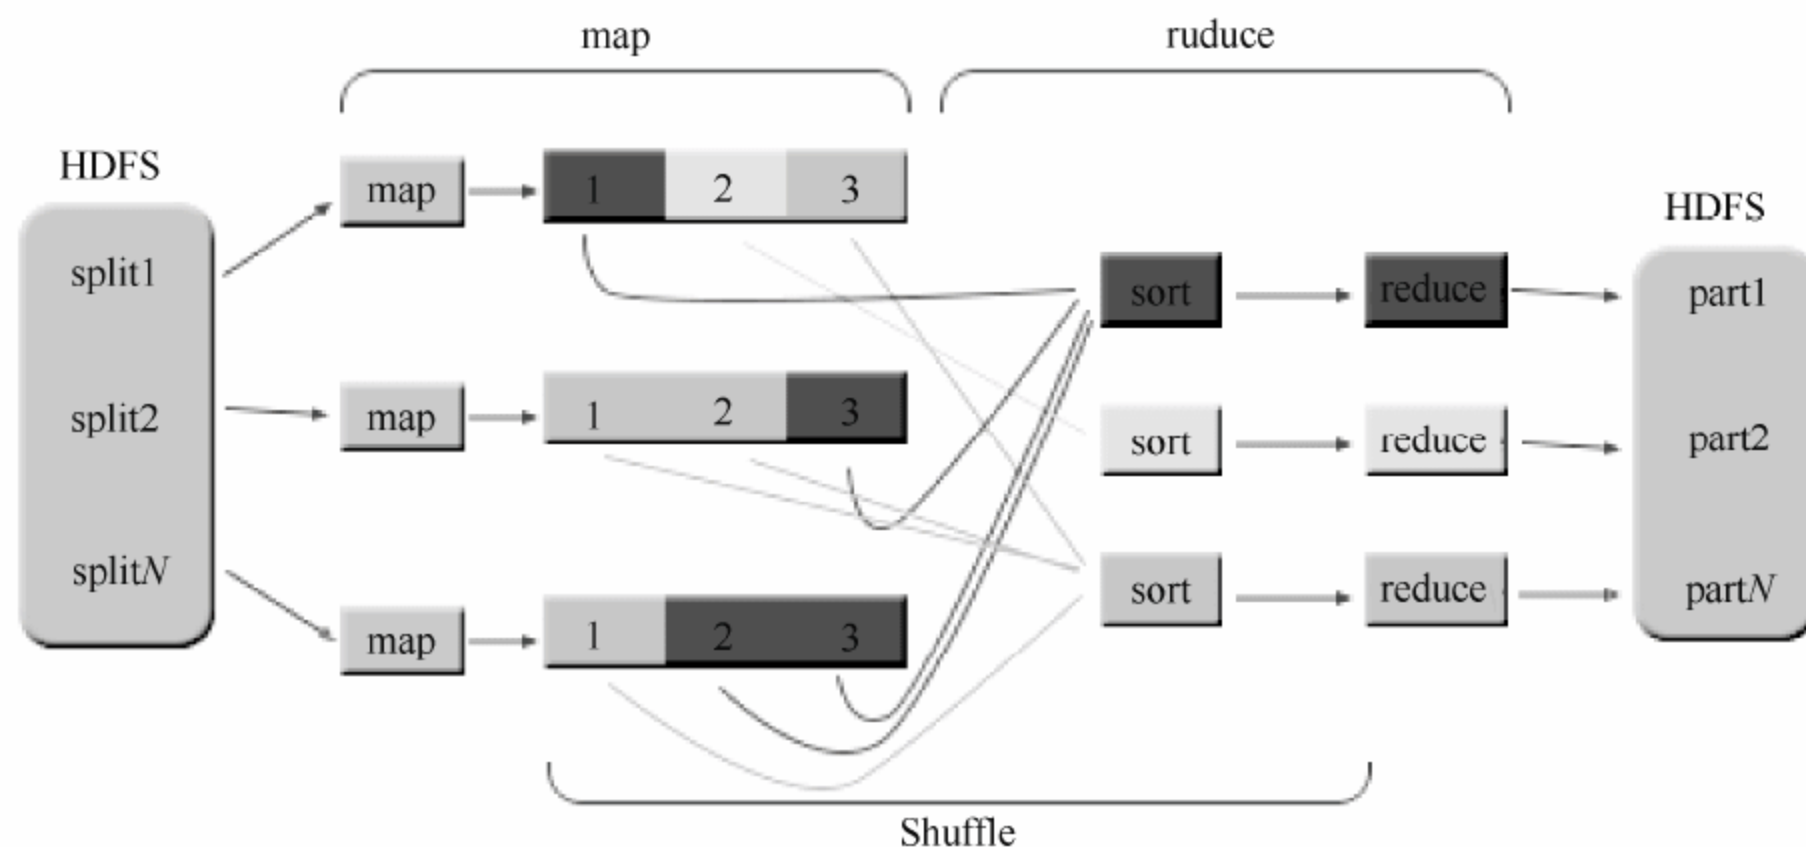 map
ruduce
HDFS
HDFS
map
1 2 3
split1
sort
reduce
part1
split2
map
1 2 3
sort
reduce
part2
splitN
map
1 2 3
sort
reduce
partN
Shuffle